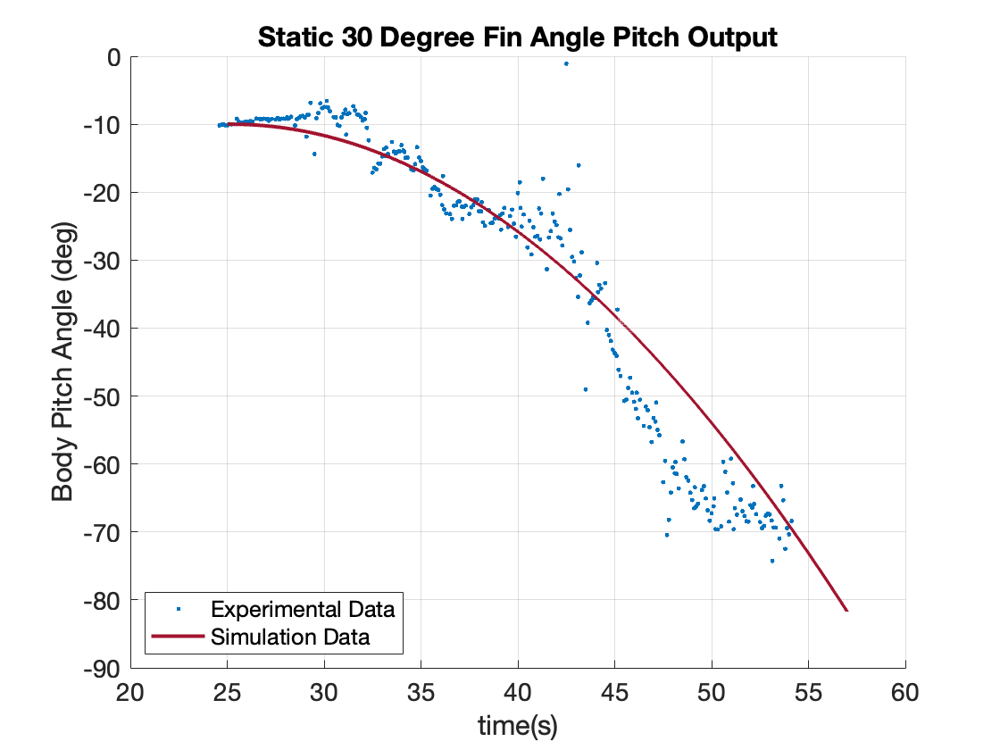 Static 30 Degree Fin Angle Pitch Output
0
-10
-20
-30
-40
-50
-60
-70
-80
-90
Body Pitch Angle (deg)
Experimental Data
Simulation Data
20 25 30 35 40 45 50 55 60
time(s)